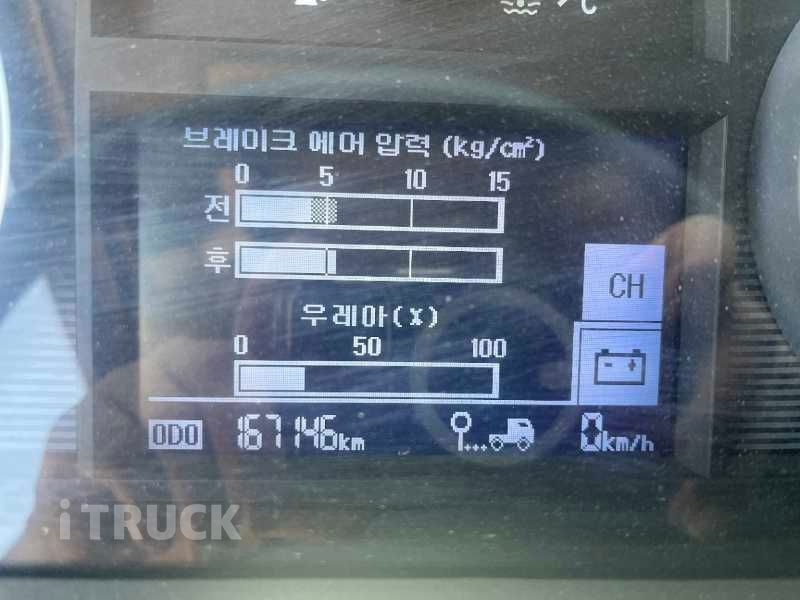 브레이크 에어 압력 (kg/cm²)
0 5 10 15
전
후
CH
우레아(%)
0 50 100
ODO 167146km 0km/h
iTRUCK